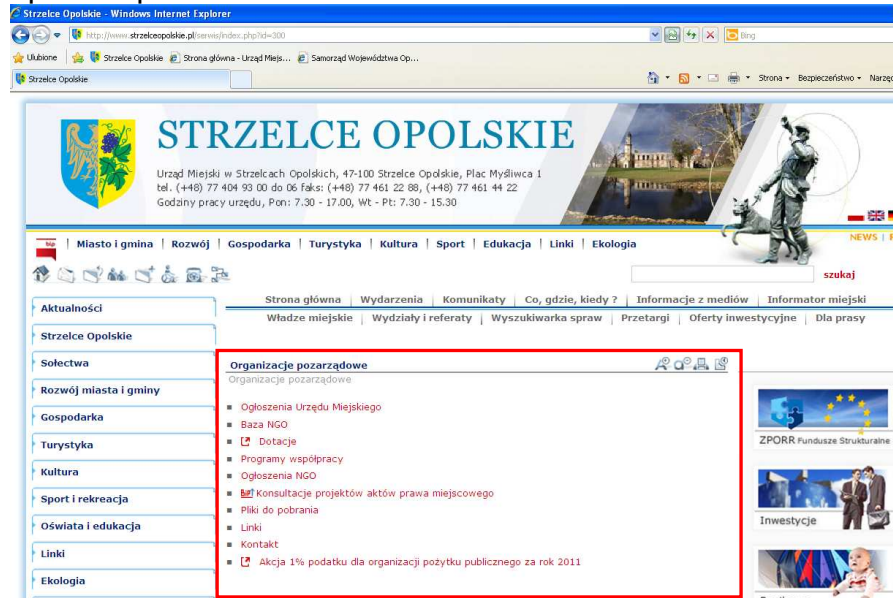 Strzelce Opolskie - Windows Internet Explorer
http://www.strzelceopolskie.pl/serwis/index.php?id=300
Bing
Ulubione Strzelce Opolskie Strona główna - Urząd Miejs... Samorząd Województwa Op...
Strzelce Opolskie
Strona Bezpieczeństwo
STRZELCE OPOLSKIE
Urząd Miejski w Strzelcach Opolskich, 47-100 Strzelce Opolskie, Plac Myśliwca 1
tel. (+48) 77 404 93 00 do 06 faks: (+48) 77 461 22 88, (+48) 77 461 44 22
Godziny pracy urzędu, Pon: 7.30 - 17.00, Wt - Pt: 7.30 - 15.30
NEWS |
bip | Miasto i gmina | Rozwój | Gospodarka | Turystyka | Kultura | Sport | Edukacja | Linki | Ekologia
szukaj
Strona główna | Wydarzenia | Komunikaty | Co, gdzie, kiedy ? | Informacje z mediów | Informator miejski
Władze miejskie | Wydziały i referaty | Wyszukiwarka spraw | Przetargi | Oferty inwestycyjne | Dla prasy
Aktualności
Strzelce Opolskie
Sołectwa
Rozwój miasta i gminy
Gospodarka
Turystyka
Kultura
Sport i rekreacja
Oświata i edukacja
Linki
Ekologia
Organizacje pozarządowe
Organizacje pozarządowe
Ogłoszenia Urzędu Miejskiego
Baza NGO
Dotacje
Programy współpracy
Ogłoszenia NGO
BIP Konsultacje projektów aktów prawa miejscowego
Pliki do pobrania
Linki
Kontakt
Akcja 1% podatku dla organizacji pożytku publicznego za rok 2011
ZPORR Fundusze Strukturalne
Inwestycje